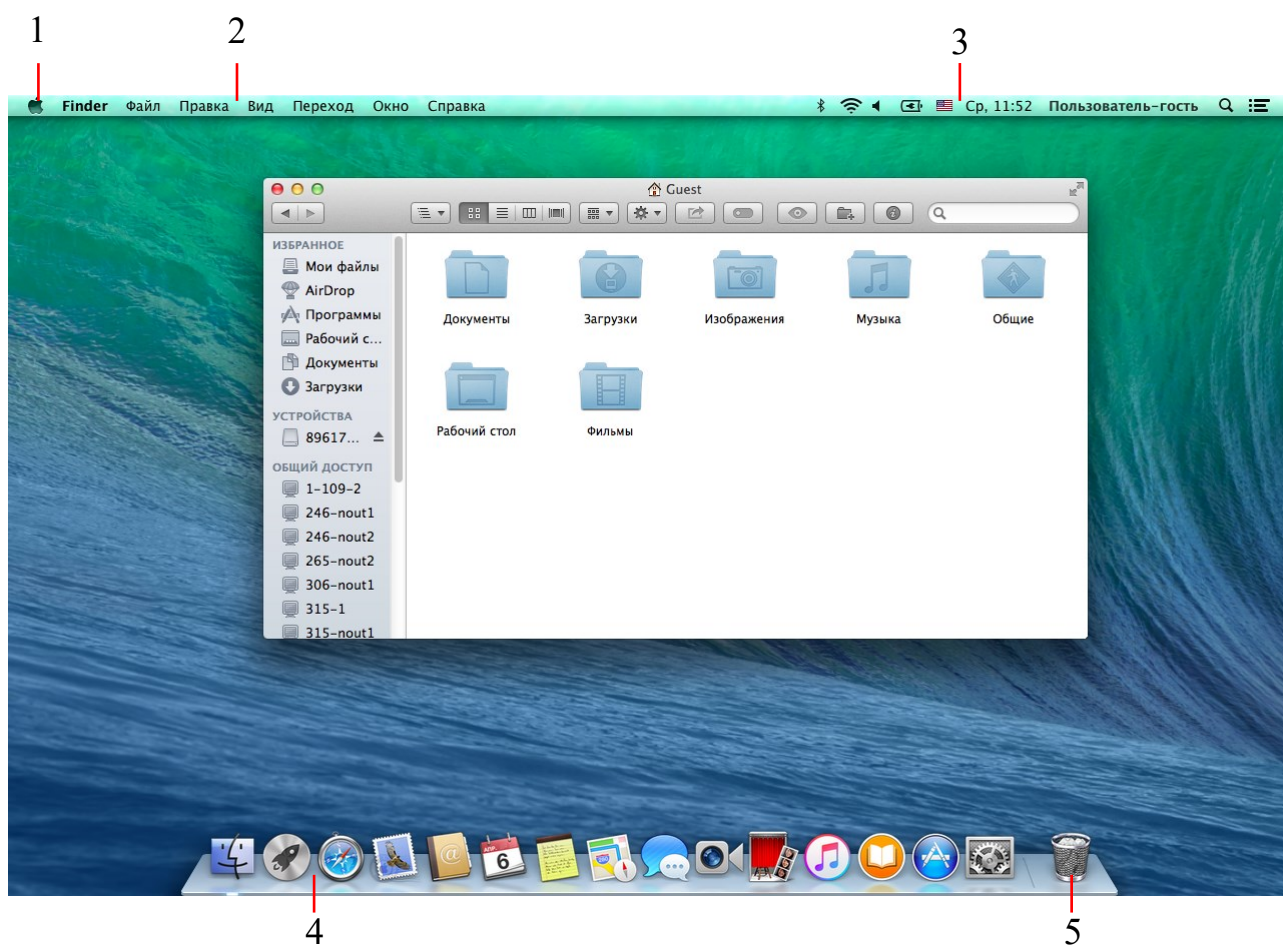 1 2 3
Finder Файл Правка Вид Переход Окно Справка Ср, 11:52 Пользователь-гость
Guest
ИЗБРАННОЕ
Мои файлы
AirDrop
Программы
Рабочий с...
Документы
Загрузки
УСТРОЙСТВА
89617...
ОБЩИЙ ДОСТУП
1-109-2
246-nout1
246-nout2
265-nout2
306-nout1
315-1
315-nout1
Документы Загрузки Изображения Музыка Общие
Рабочий стол Фильмы
АПР.
6
280
4 5